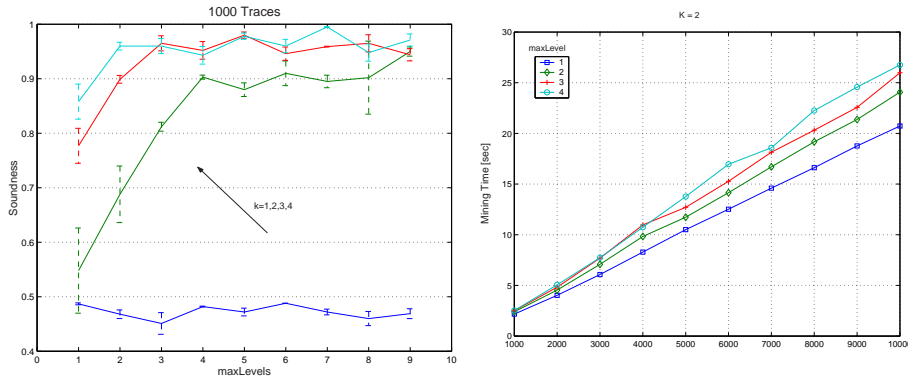 1000 Traces
1
0.9
0.8
0.7
0.6
0.5
0.4
Soundness
k=1,2,3,4
0 1 2 3 4 5 6 7 8 9 10
maxLevels
K = 2
30
25
20
15
10
5
0
Mining Time [sec]
maxLevel
1
2
3
4
1000 2000 3000 4000 5000 6000 7000 8000 9000 10000